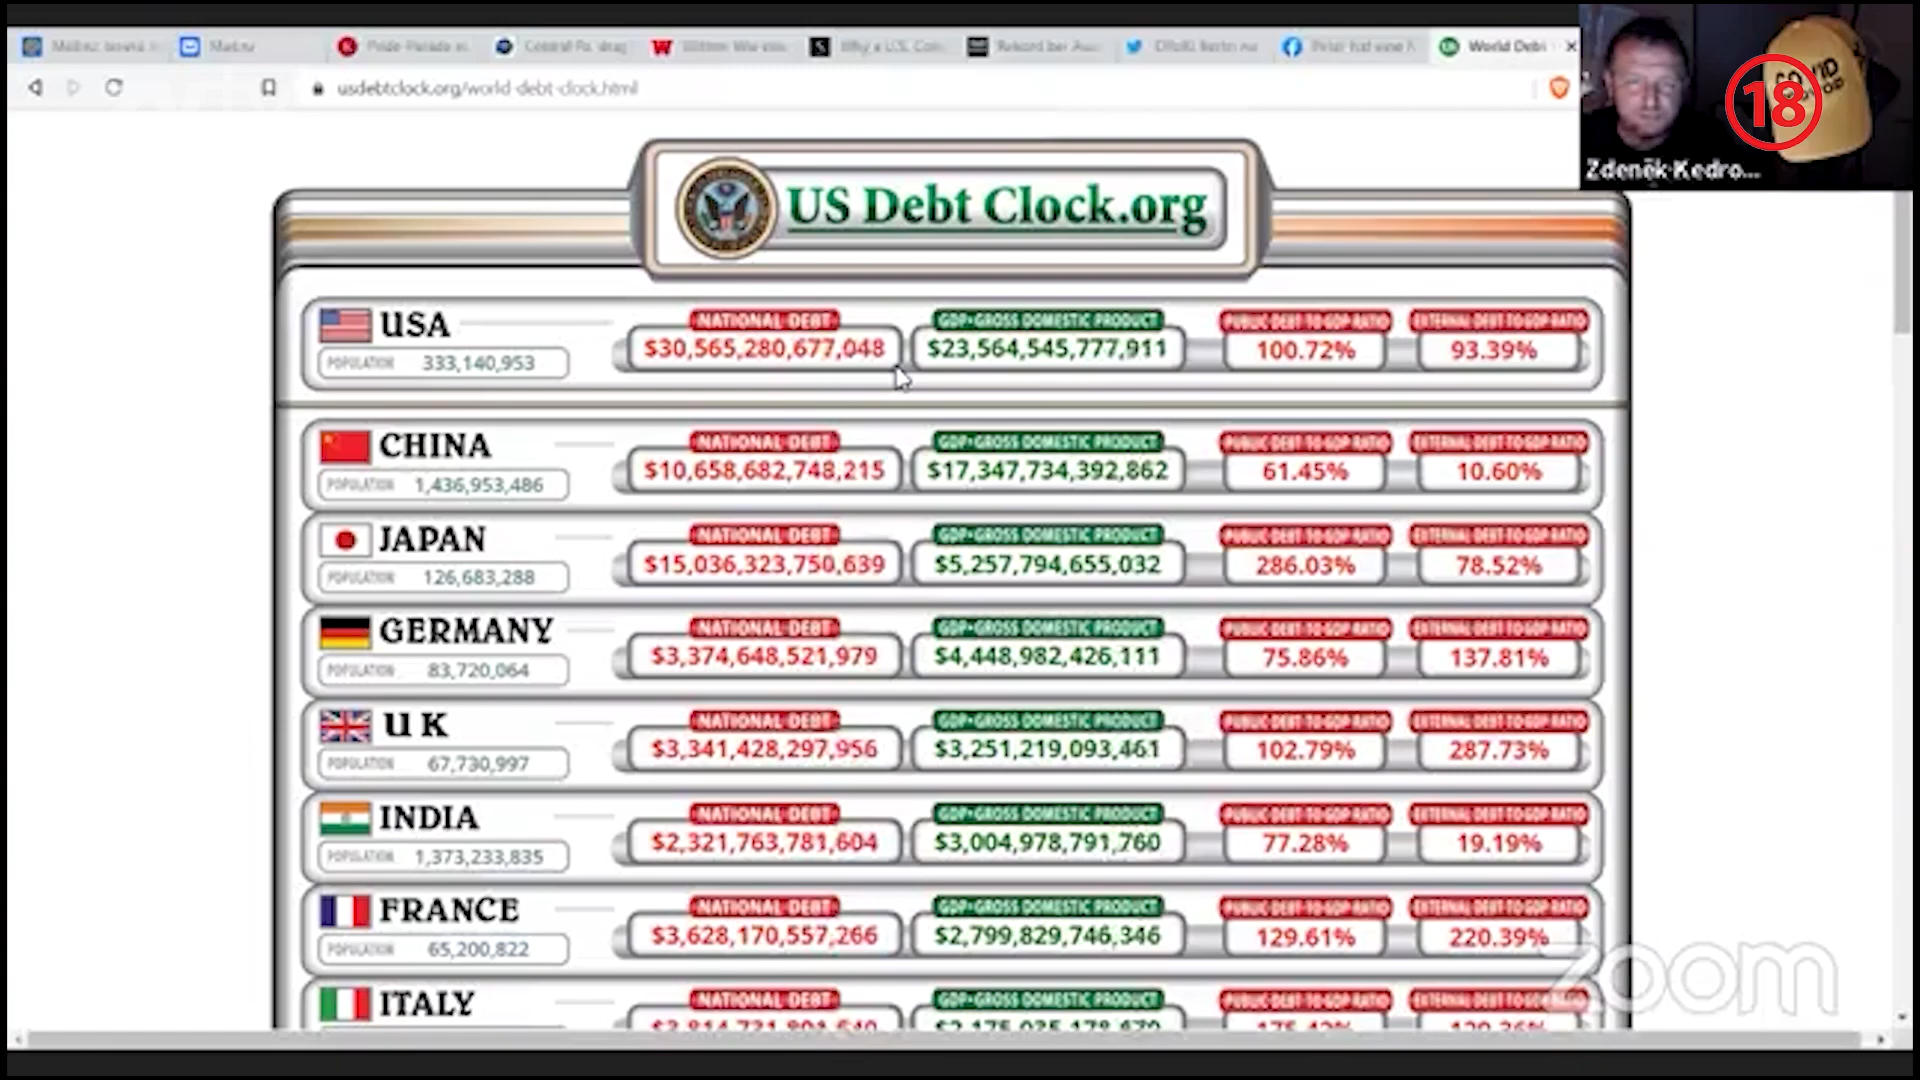 Pride Parade in
World Debt
usdebtclock.org/world-debt-clock.html
COVID
18
Zdeněk Kedro...
US Debt Clock.org
USA
POPULATION 333,140,953
NATIONAL DEBT
$30,565,280,677,048
GDP•GROSS DOMESTIC PRODUCT
$23,564,545,777,911
PUBLIC DEBT TO GDP RATIO
100.72%
EXTERNAL DEBT TO GDP RATIO
93.39%
CHINA
POPULATION 1,436,953,486
NATIONAL DEBT
$10,658,682,748,215
GDP•GROSS DOMESTIC PRODUCT
$17,347,734,392,862
PUBLIC DEBT TO GDP RATIO
61.45%
EXTERNAL DEBT TO GDP RATIO
10.60%
JAPAN
POPULATION 126,683,288
NATIONAL DEBT
$15,036,323,750,639
GDP•GROSS DOMESTIC PRODUCT
$5,257,794,655,032
PUBLIC DEBT TO GDP RATIO
286.03%
EXTERNAL DEBT TO GDP RATIO
78.52%
GERMANY
POPULATION 83,720,064
NATIONAL DEBT
$3,374,648,521,979
GDP•GROSS DOMESTIC PRODUCT
$4,448,982,426,111
PUBLIC DEBT TO GDP RATIO
75.86%
EXTERNAL DEBT TO GDP RATIO
137.81%
UK
POPULATION 67,730,997
NATIONAL DEBT
$3,341,428,297,956
GDP•GROSS DOMESTIC PRODUCT
$3,251,219,093,461
PUBLIC DEBT TO GDP RATIO
102.79%
EXTERNAL DEBT TO GDP RATIO
287.73%
INDIA
POPULATION 1,373,233,835
NATIONAL DEBT
$2,321,763,781,604
GDP•GROSS DOMESTIC PRODUCT
$3,004,978,791,760
PUBLIC DEBT TO GDP RATIO
77.28%
EXTERNAL DEBT TO GDP RATIO
19.19%
FRANCE
POPULATION 65,200,822
NATIONAL DEBT
$3,628,170,557,266
GDP•GROSS DOMESTIC PRODUCT
$2,799,829,746,346
PUBLIC DEBT TO GDP RATIO
129.61%
EXTERNAL DEBT TO GDP RATIO
220.39%
ITALY
NATIONAL DEBT
GDP•GROSS DOMESTIC PRODUCT
PUBLIC DEBT TO GDP RATIO
zoom